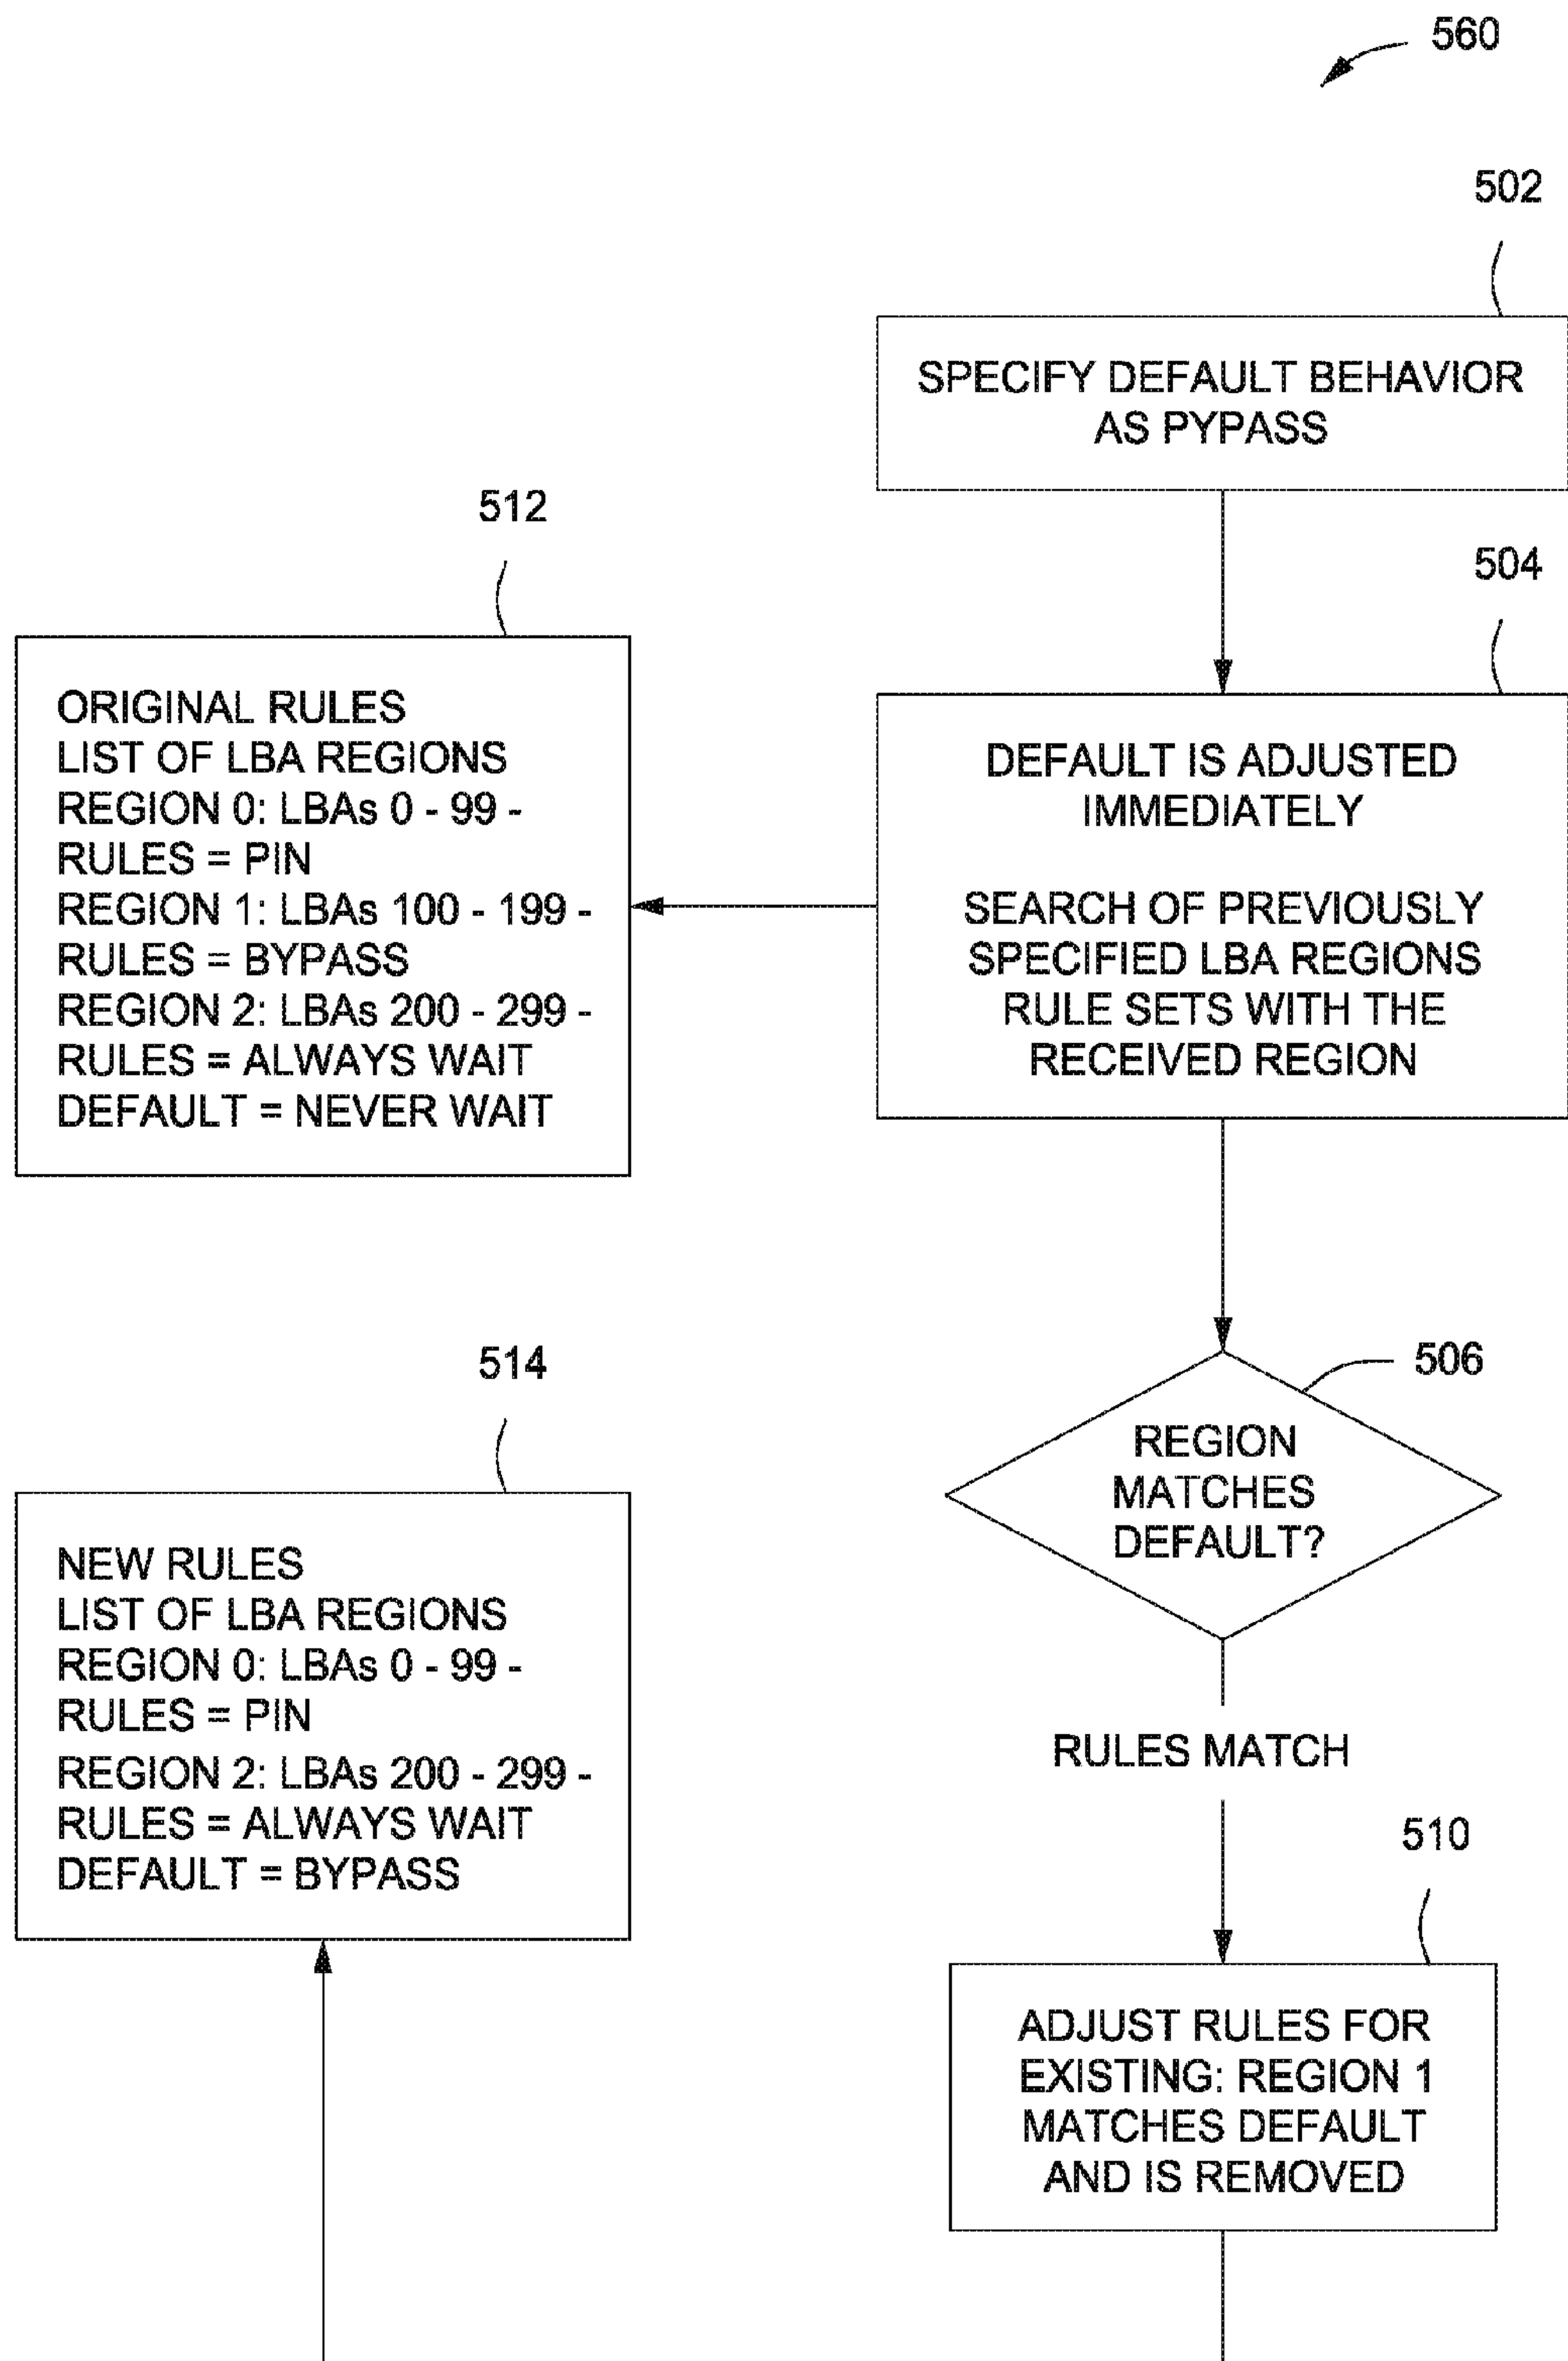 560
502
SPECIFY DEFAULT BEHAVIOR
AS PYPASS
512
504
ORIGINAL RULES
LIST OF LBA REGIONS
REGION 0: LBAs 0 - 99 -
RULES = PIN
REGION 1: LBAs 100 - 199 -
RULES = BYPASS
REGION 2: LBAs 200 - 299 -
RULES = ALWAYS WAIT
DEFAULT = NEVER WAIT
DEFAULT IS ADJUSTED
IMMEDIATELY
SEARCH OF PREVIOUSLY
SPECIFIED LBA REGIONS
RULE SETS WITH THE
RECEIVED REGION
514
506
REGION
MATCHES
DEFAULT?
NEW RULES
LIST OF LBA REGIONS
REGION 0: LBAs 0 - 99 -
RULES = PIN
REGION 2: LBAs 200 - 299 -
RULES = ALWAYS WAIT
DEFAULT = BYPASS
RULES MATCH
510
ADJUST RULES FOR
EXISTING: REGION 1
MATCHES DEFAULT
AND IS REMOVED